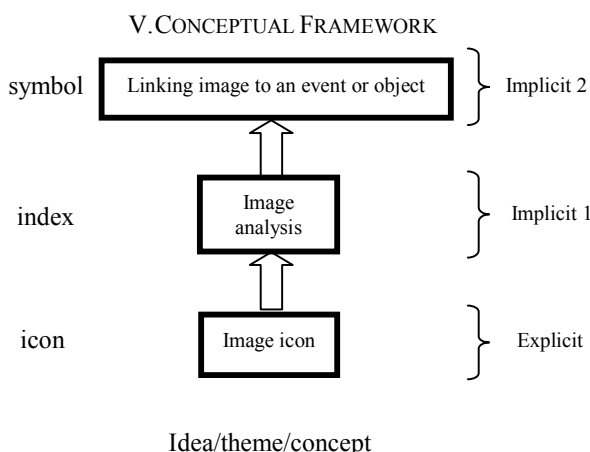 V.CONCEPTUAL FRAMEWORK
symbol Linking image to an event or object Implicit 2
index Image Implicit 1
analysis
icon Image icon Explicit
Idea/theme/concept